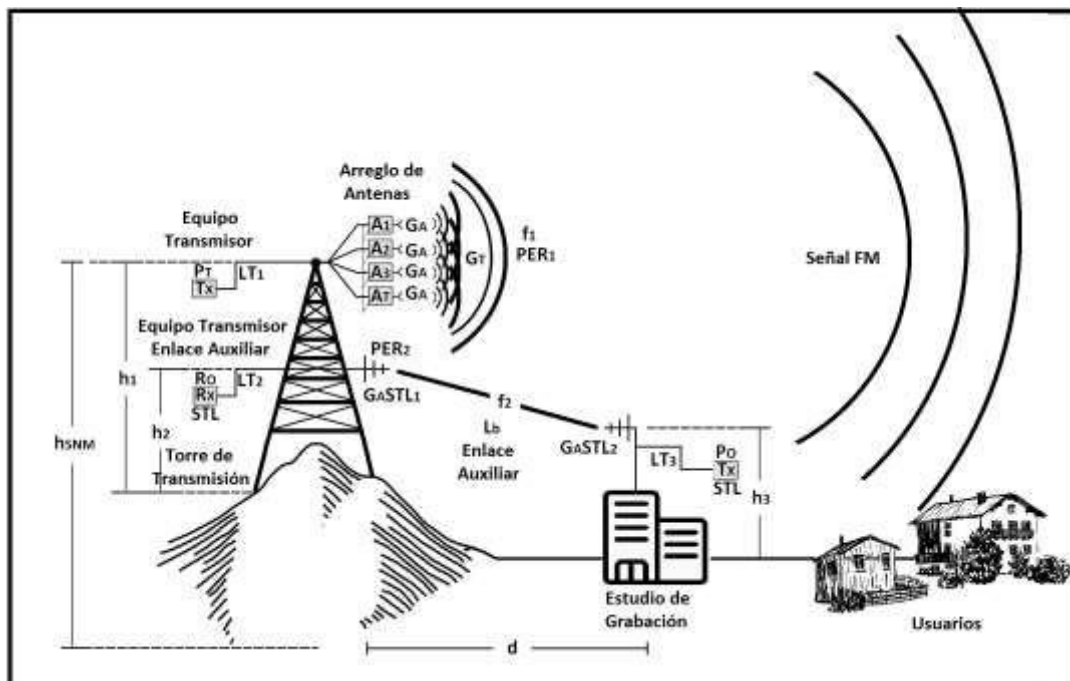 Arreglo de
Antenas
Equipo
Transmisor
PT
Tx
LT1
A1 GA
A2 GA
A3 GA
AT GA
GT
f1
PER1
Señal FM
Equipo Transmisor
Enlace Auxiliar
RO
Rx
STL
LT2
PER2
GASTL1
f2
Lb
Enlace
Auxiliar
GASTL2
LT3
PO
Tx
STL
h1
h2
h3
hSNM
Torre de
Transmisión
Estudio de
Grabación
Usuarios
d